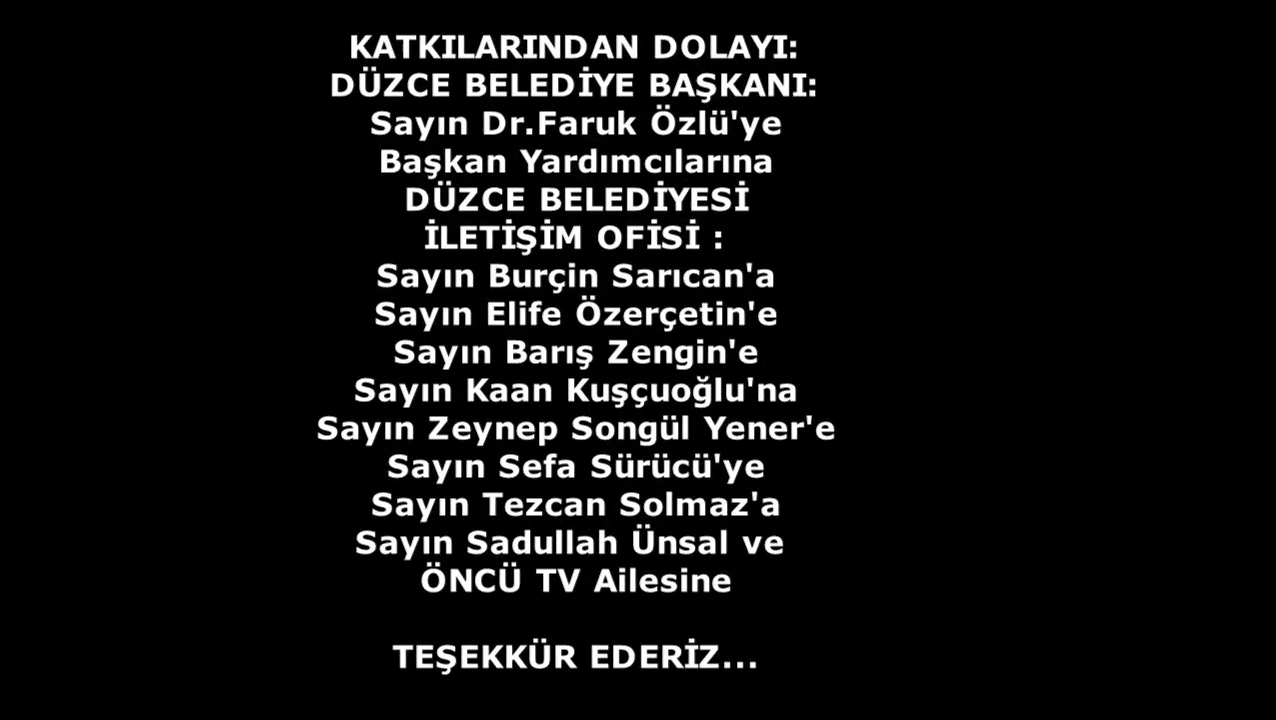 KATKILARINDAN DOLAYI:
DÜZCE BELEDİYE BAŞKANI:
Sayın Dr.Faruk Özlü'ye
Başkan Yardımcılarına
DÜZCE BELEDİYESİ
İLETİŞİM OFİSİ :
Sayın Burçin Sarıcan'a
Sayın Elife Özerçetin'e
Sayın Barış Zengin'e
Sayın Kaan Kuşçuoğlu'na
Sayın Zeynep Songül Yener'e
Sayın Sefa Sürücü'ye
Sayın Tezcan Solmaz'a
Sayın Sadullah Ünsal ve
ÖNCÜ TV Ailesine
TEŞEKKÜR EDERİZ...